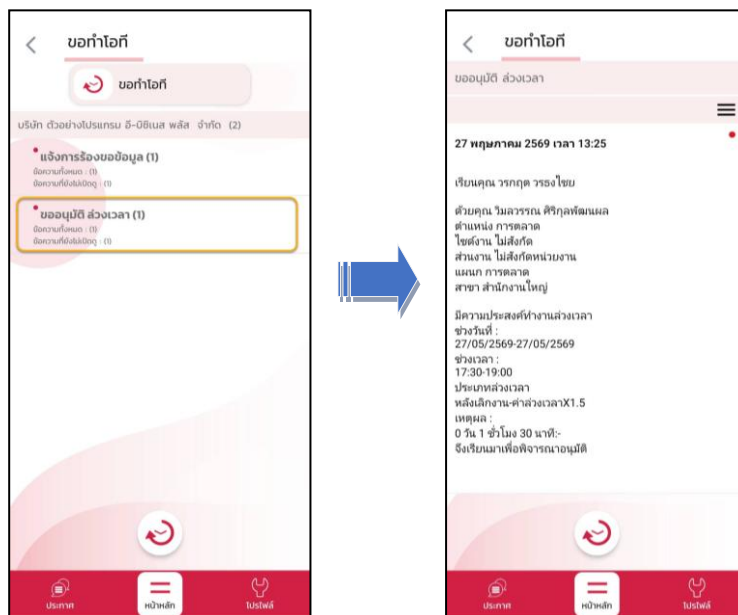 ขอทำโอที
ขอทำโอที
บริษัท ตัวอย่างโปรแกรม อี-บิซิเนส พลัส จำกัด (2)
แจ้งการร้องขอข้อมูล (1)
ข้อความทั้งหมด : (1)
ข้อความที่ยังไม่เปิดดู : (1)
ขออนุมัติ ล่วงเวลา (1)
ข้อความทั้งหมด : (1)
ข้อความที่ยังไม่เปิดดู : (1)
ประกาศ
หน้าหลัก
โปรไฟล์
ขอทำโอที
ขออนุมัติ ล่วงเวลา
27 พฤษภาคม 2569 เวลา 13:25
เรียนคุณ วรกฤต วรธงไชย
ด้วยคุณ วิมลวรรณ ศิริกุลพัฒนผล
ตำแหน่ง การตลาด
ไซต์งาน ไม่สังกัด
ส่วนงาน ไม่สังกัดหน่วยงาน
แผนก การตลาด
สาขา สำนักงานใหญ่
มีความประสงค์ทำงานล่วงเวลา
ช่วงวันที่ :
27/05/2569-27/05/2569
ช่วงเวลา :
17:30-19:00
ประเภทล่วงเวลา
หลังเลิกงาน-ค่าล่วงเวลาX1.5
เหตุผล :
0 วัน 1 ชั่วโมง 30 นาที:-
จึงเรียนมาเพื่อพิจารณาอนุมัติ
ประกาศ
หน้าหลัก
โปรไฟล์